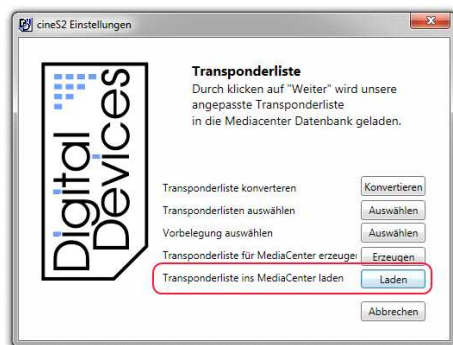 cineS2 Einstellungen
Digital
Devices
Transponderliste
Durch klicken auf "Weiter" wird unsere
angepasste Transponderliste
in die Mediacenter Datenbank geladen.
Transponderliste konverteren Konvertieren
Transponderlisten auswählen Auswählen
Vorbelegung auswählen Auswählen
Transponderliste für MediaCenter erzeuger Erzeugen
Transponderliste ins MediaCenter laden Laden
Abbrechen